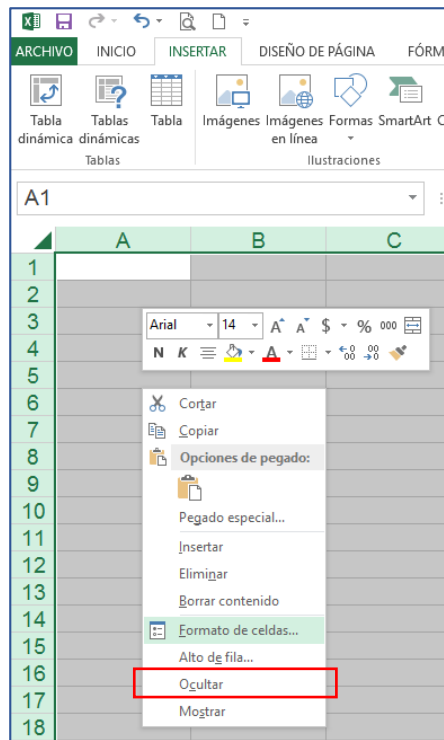 ARCHIVO INICIO INSERTAR DISEÑO DE PÁGINA FÓRM
Tabla dinámica
Tablas dinámicas
Tabla
Imágenes
Imágenes en línea
Formas
SmartArt
C
Tablas
Ilustraciones
A1
A B C
1
2
3
4
5
6
7
8
9
10
11
12
13
14
15
16
17
18
Arial 14 A A $ % 000
N K A
Cortar
Copiar
Opciones de pegado:
Pegado especial...
Insertar
Eliminar
Borrar contenido
Formato de celdas...
Alto de fila...
Ocultar
Mostrar